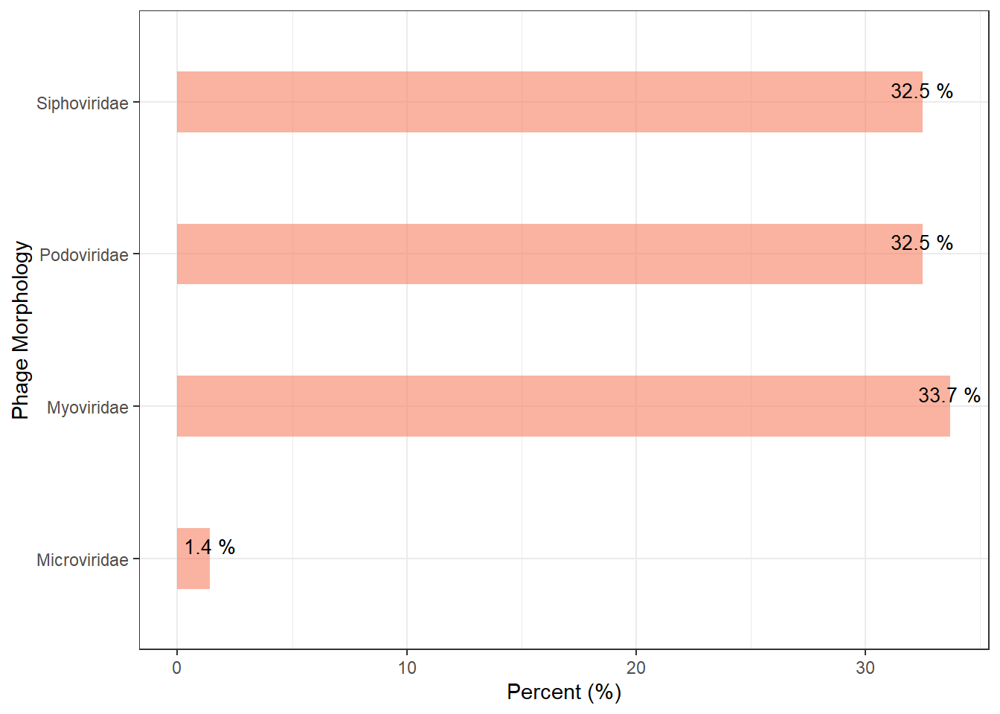 Phage Morphology
Siphoviridae
32.5 %
Podoviridae
32.5 %
Myoviridae
33.7 %
Microviridae
1.4 %
0 10 20 30
Percent (%)